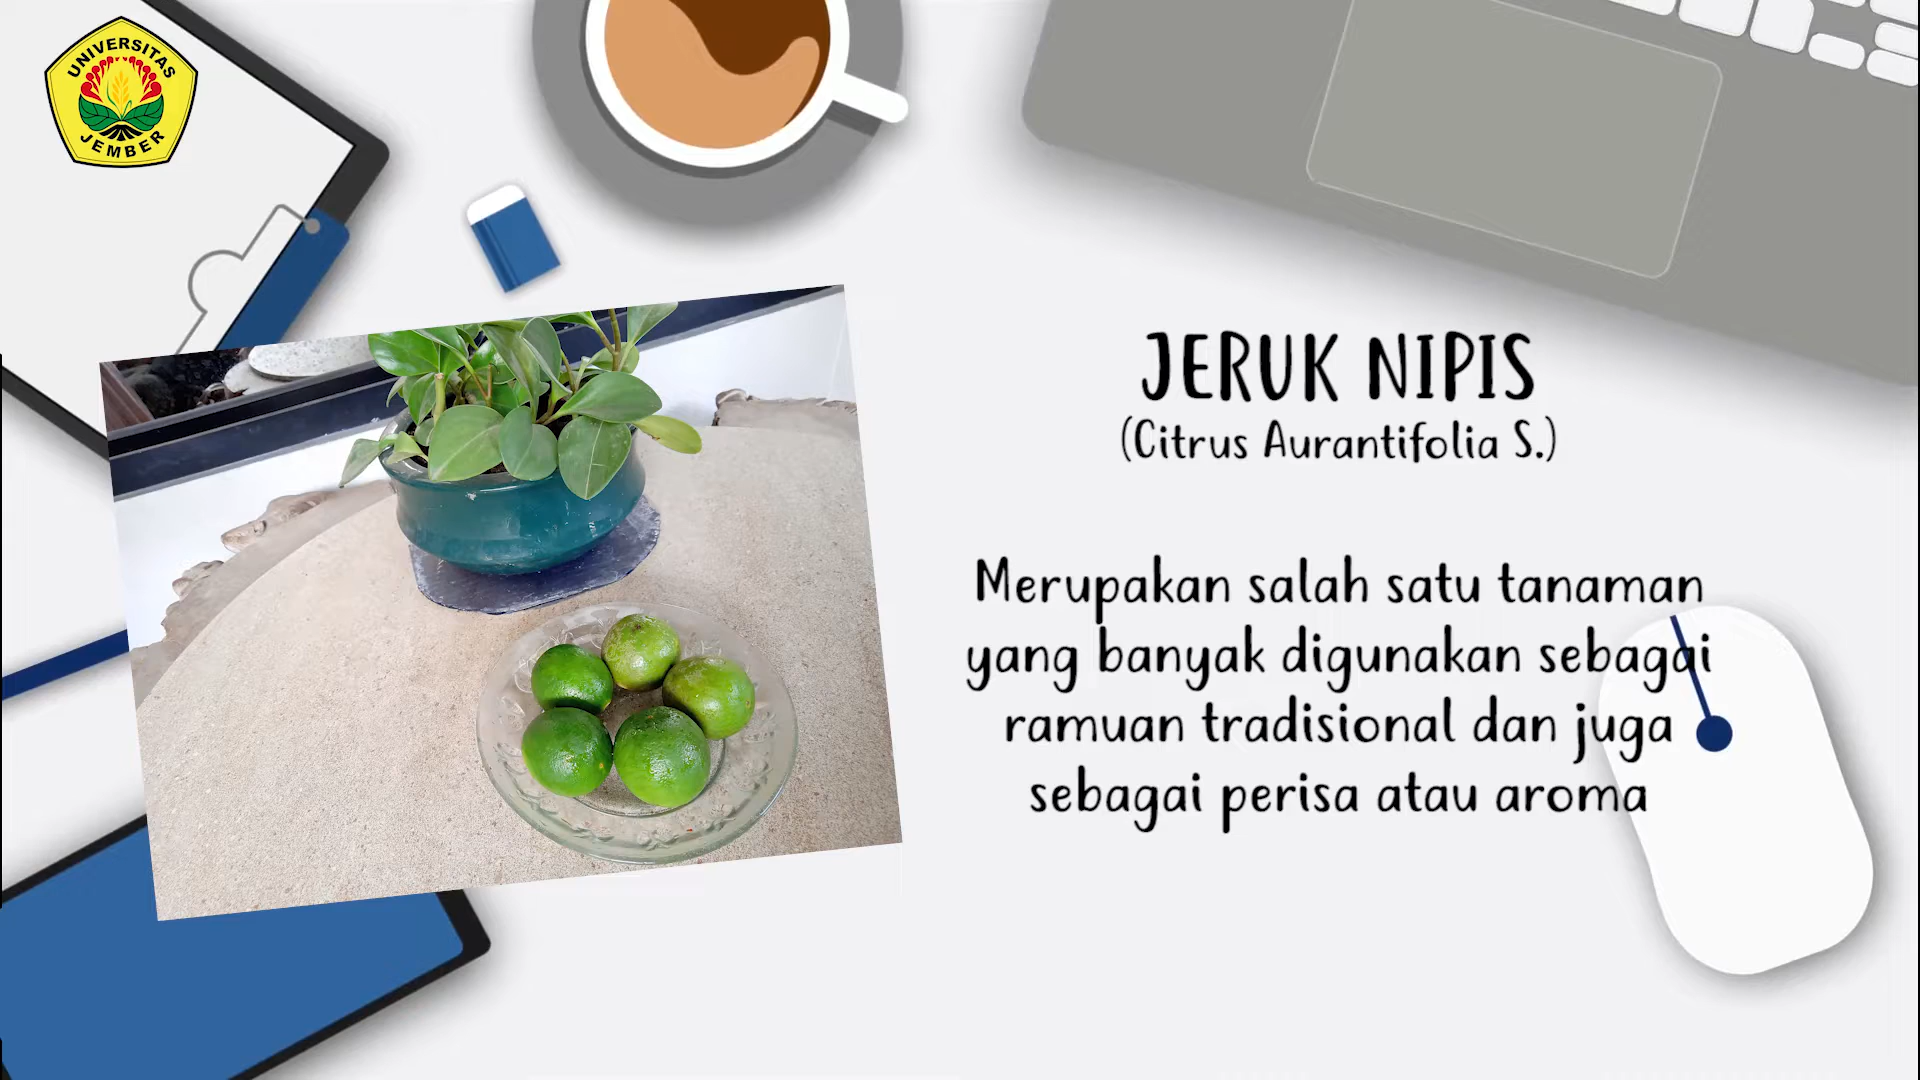 UNIVERSITAS
JEMBER
JERUK NIPIS
(Citrus Aurantifolia S.)
Merupakan salah satu tanaman
yang banyak digunakan sebagai
ramuan tradisional dan juga
sebagai perisa atau aroma